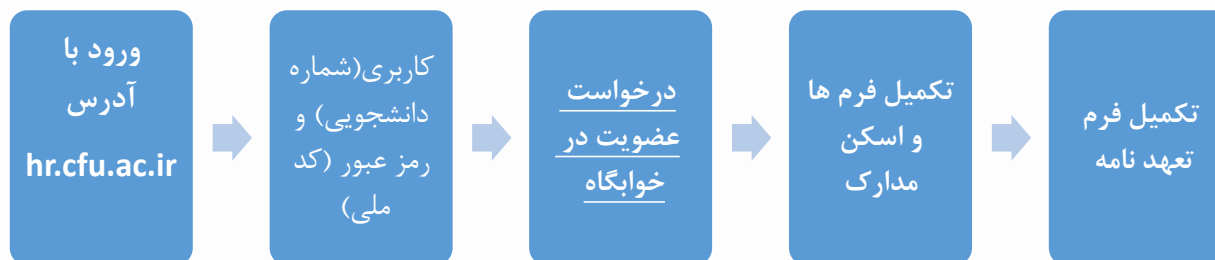 ورود با
آدرس
hr.cfu.ac.ir
کاربری(شماره
دانشجویی) و
رمز عبور (کد
ملی)
درخواست
عضویت در
خوابگاه
تکمیل فرم ها
و اسکن
مدارک
تکمیل فرم
تعهد نامه